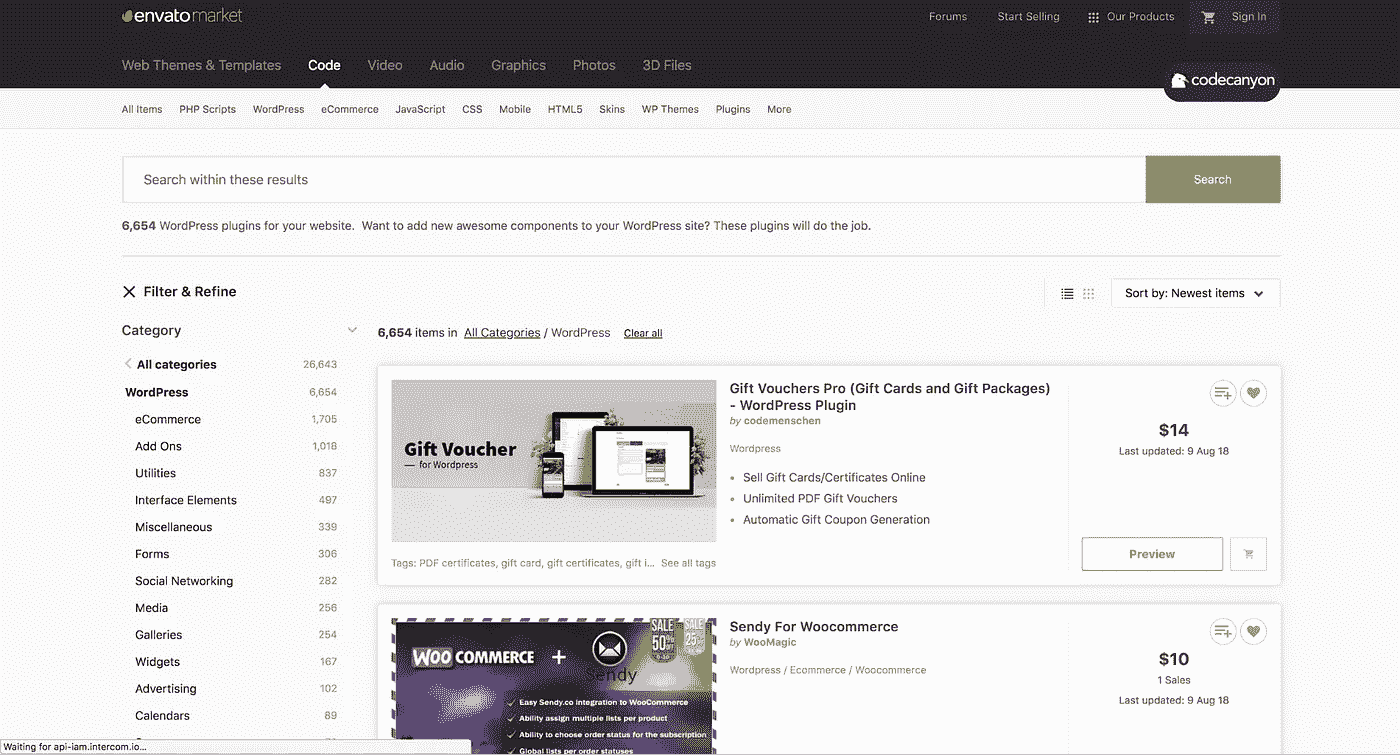 envato market
Forums
Start Selling
Our Products
Sign In
Web Themes & Templates
Code
Video
Audio
Graphics
Photos
3D Files
codecanyon
All Items
PHP Scripts
WordPress
eCommerce
JavaScript
CSS
Mobile
HTML5
Skins
WP Themes
Plugins
More
Search within these results
Search
6,654 WordPress plugins for your website. Want to add new awesome components to your WordPress site? These plugins will do the job.
Filter & Refine
Sort by: Newest items
Category
6,654 items in All Categories / WordPress Clear all
All categories 26,643
WordPress 6,654
eCommerce 1,705
Add Ons 1,018
Utilities 837
Interface Elements 497
Miscellaneous 339
Forms 306
Social Networking 282
Media 256
Galleries 254
Widgets 167
Advertising 102
Calendars 89
Gift Voucher
— for Wordpress
Tags: PDF certificates, gift card, gift certificates, gift i... See all tags
Gift Vouchers Pro (Gift Cards and Gift Packages)
- WordPress Plugin
by codemenschen
Wordpress
Sell Gift Cards/Certificates Online
Unlimited PDF Gift Vouchers
Automatic Gift Coupon Generation
$14
Last updated: 9 Aug 18
Preview
WOO COMMERCE + Sendy
SALE 50%
SALE 25
Easy Sendy.co integration to WooCommerce
Ability assign multiple lists per product
Ability to choose order status for the subscription
Global lists per order statuses
Sendy For Woocommerce
by WooMagic
Wordpress / Ecommerce / Woocommerce
$10
1 Sales
Last updated: 9 Aug 18
Waiting for api-iam.intercom.io...